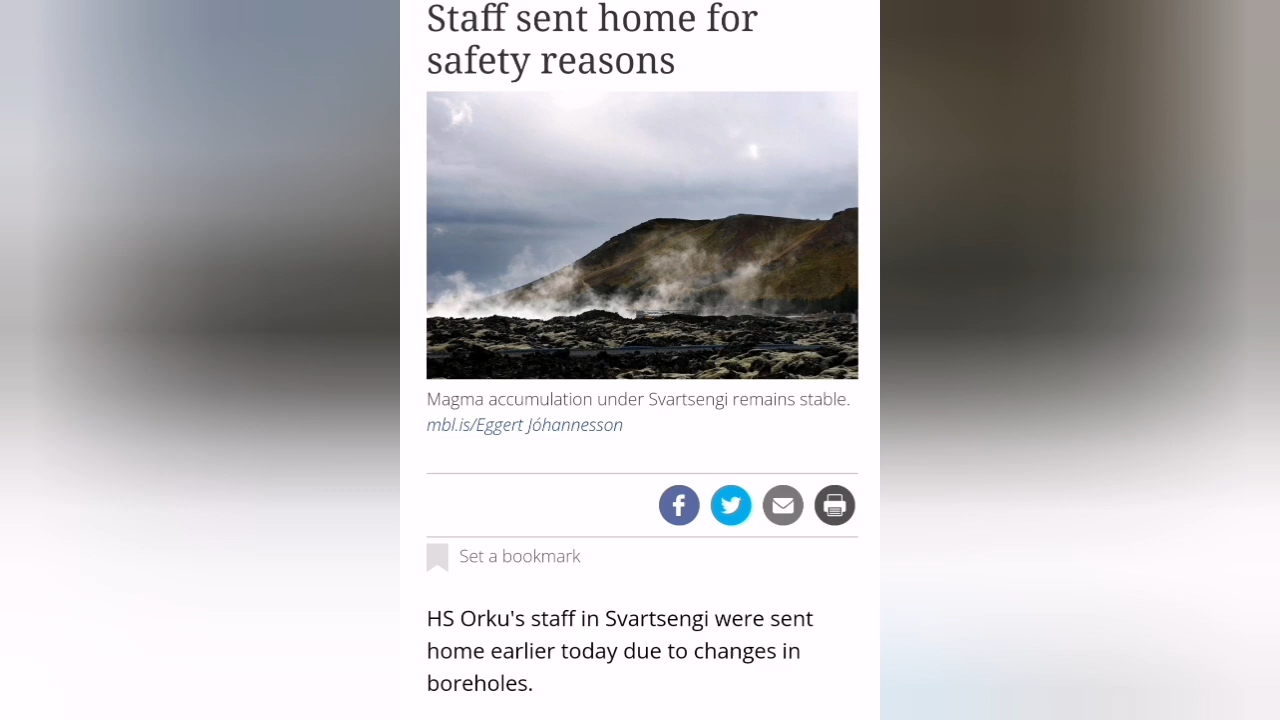 Staff sent home for
safety reasons
Magma accumulation under Svartsengi remains stable.
mbl.is/Eggert Jóhannesson
Set a bookmark
HS Orku's staff in Svartsengi were sent
home earlier today due to changes in
boreholes.